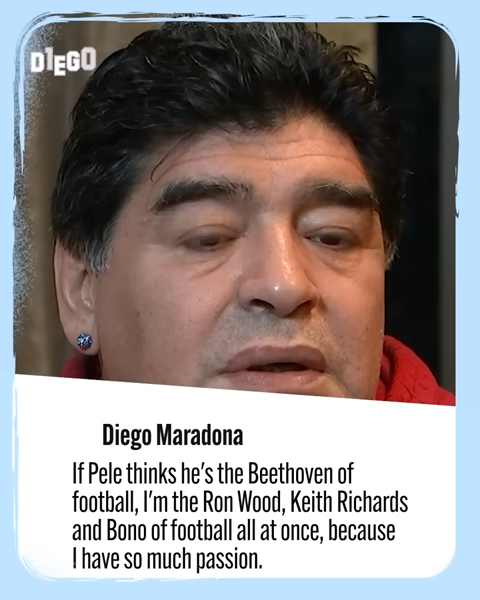 D1EGO
Diego Maradona
If Pele thinks he's the Beethoven of
football, I'm the Ron Wood, Keith Richards
and Bono of football all at once, because
I have so much passion.